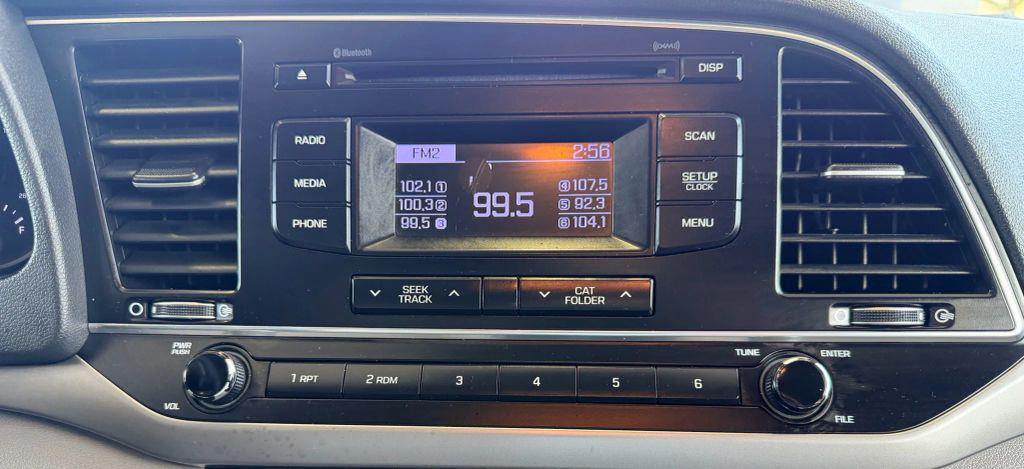 Bluetooth
DISP
RADIO
SCAN
FM2
2:56
MEDIA
SETUP
CLOCK
102.1 1
4 107.5
100.3 2
99.5
5 92.3
99.5 3
6 104.1
PHONE
MENU
SEEK
TRACK
CAT
FOLDER
F
PWR
PUSH
TUNE
ENTER
1 RPT
2 RDM
3
4
5
6
VOL
FILE